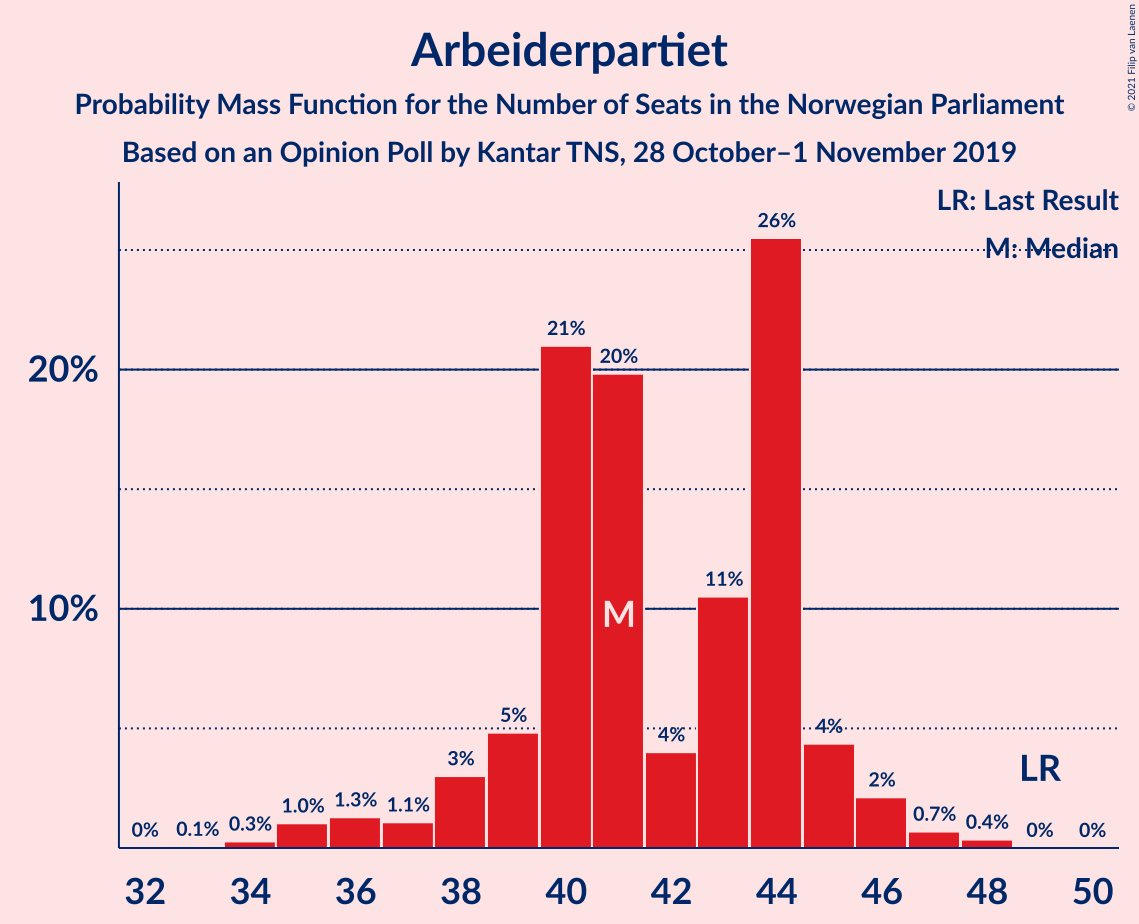 Arbeiderpartiet
Probability Mass Function for the Number of Seats in the Norwegian Parliament
Based on an Opinion Poll by Kantar TNS, 28 October–1 November 2019
© 2021 Filip van Laenen
LR: Last Result
M: Median
26%
21%
20%
20%
11%
10%
M
5%
4%
4%
3%
LR
2%
1.0%
1.3%
1.1%
0.7%
0.4%
0%
0.1%
0.3%
0%
0%
32 34 36 38 40 42 44 46 48 50